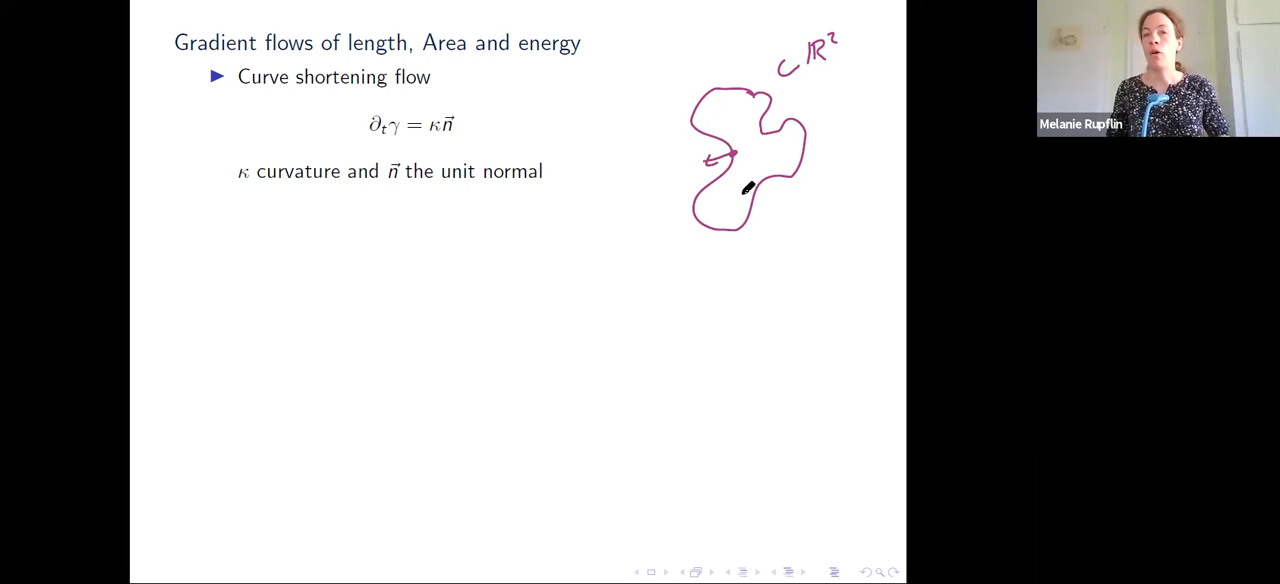 Gradient flows of length, Area and energy
▶ Curve shortening flow
∂ₜγ = κn⃗
κ curvature and n⃗ the unit normal
⊂ ℝ²
Melanie Rupflin